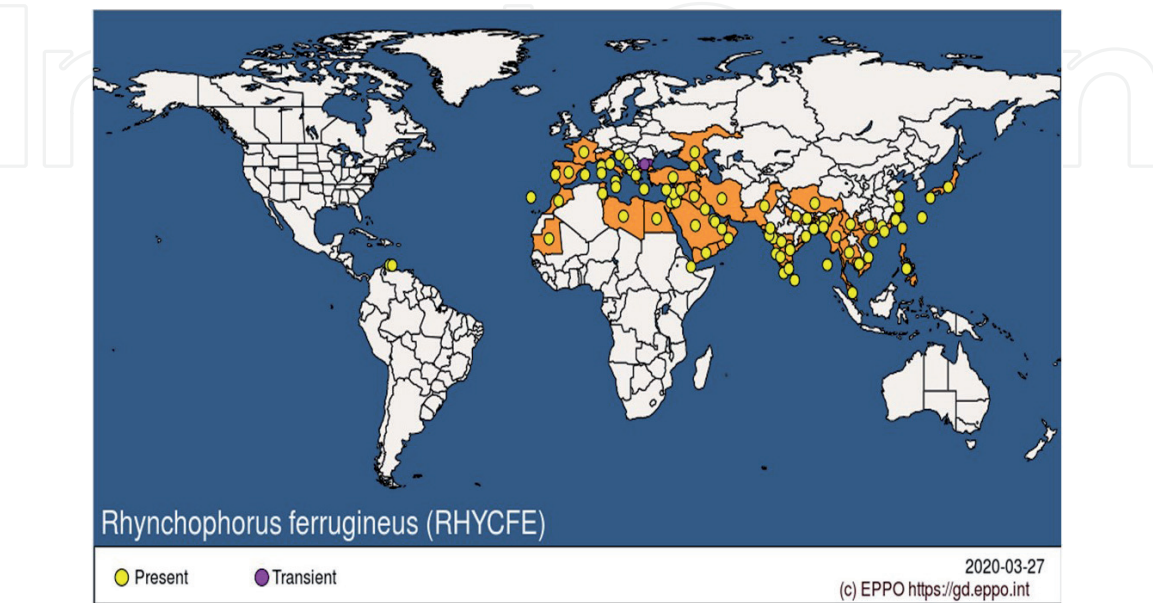 Rhynchophorus ferrugineus (RHYCFE)
Present
Transient
2020-03-27
(c) EPPO https://gd.eppo.int